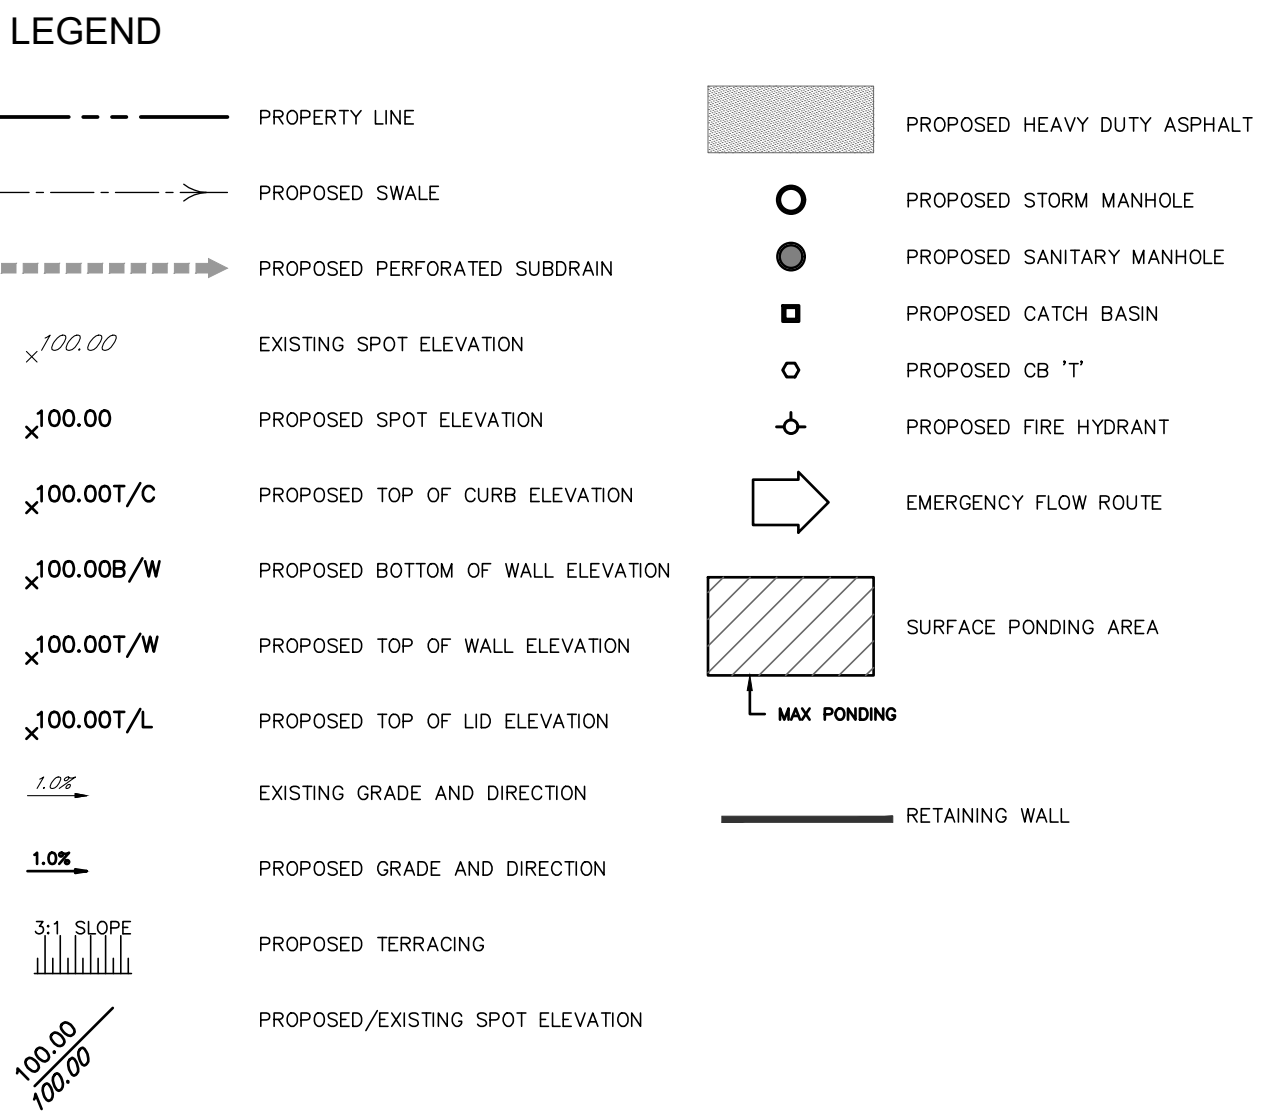 LEGEND
PROPERTY LINE
PROPOSED SWALE
PROPOSED PERFORATED SUBDRAIN
100.00 EXISTING SPOT ELEVATION
100.00 PROPOSED SPOT ELEVATION
100.00T/C PROPOSED TOP OF CURB ELEVATION
100.00B/W PROPOSED BOTTOM OF WALL ELEVATION
100.00T/W PROPOSED TOP OF WALL ELEVATION
100.00T/L PROPOSED TOP OF LID ELEVATION
1.0% EXISTING GRADE AND DIRECTION
1.0% PROPOSED GRADE AND DIRECTION
3:1 SLOPE
PROPOSED TERRACING
100.00
100.00
PROPOSED/EXISTING SPOT ELEVATION
PROPOSED HEAVY DUTY ASPHALT
PROPOSED STORM MANHOLE
PROPOSED SANITARY MANHOLE
PROPOSED CATCH BASIN
PROPOSED CB 'T'
PROPOSED FIRE HYDRANT
EMERGENCY FLOW ROUTE
SURFACE PONDING AREA
MAX PONDING
RETAINING WALL